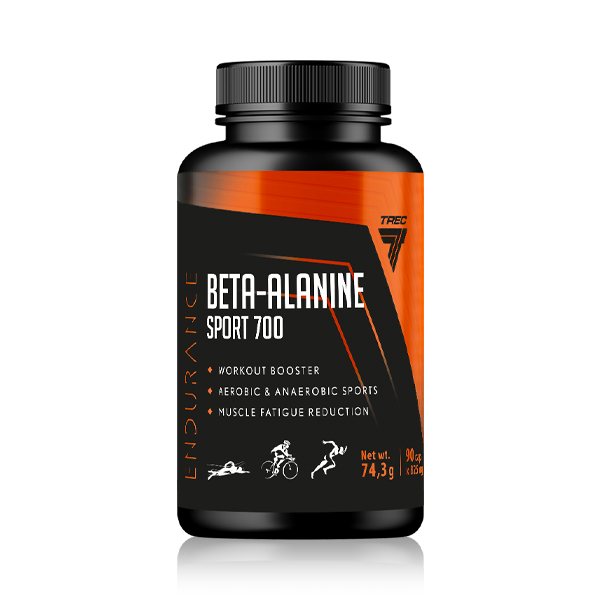 TREC
ENDURANCE
BETA-ALANINE
SPORT 700
WORKOUT BOOSTER
AEROBIC & ANAEROBIC SPORTS
MUSCLE FATIGUE REDUCTION
Net wt.
74,3g
90
x 825